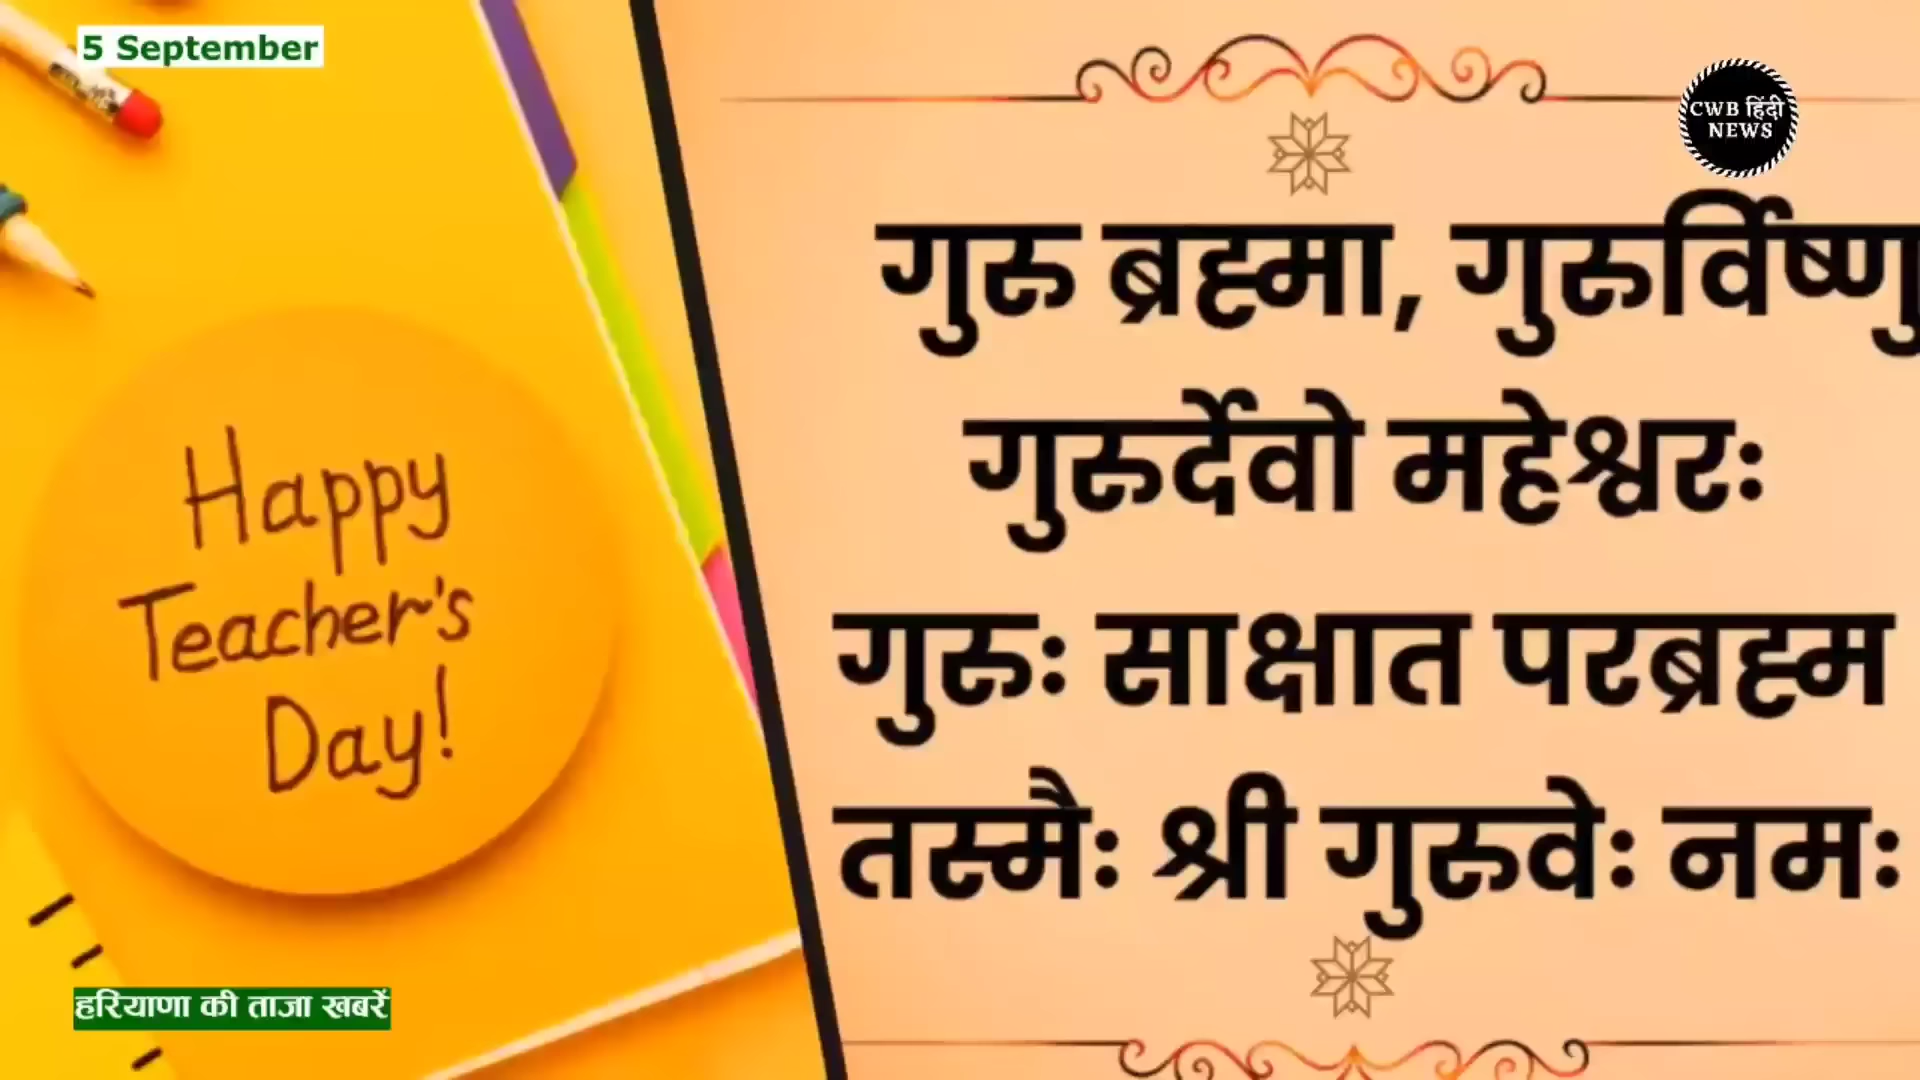 5 September
CWB हिंदी
NEWS
Happy
Teacher's
Day!
गुरु ब्रह्मा, गुरुर्विष्णु
गुरुर्देवो महेश्वरः
गुरुः साक्षात परब्रह्म
तस्मैः श्री गुरुवेः नमः
हरियाणा की ताजा खबरें